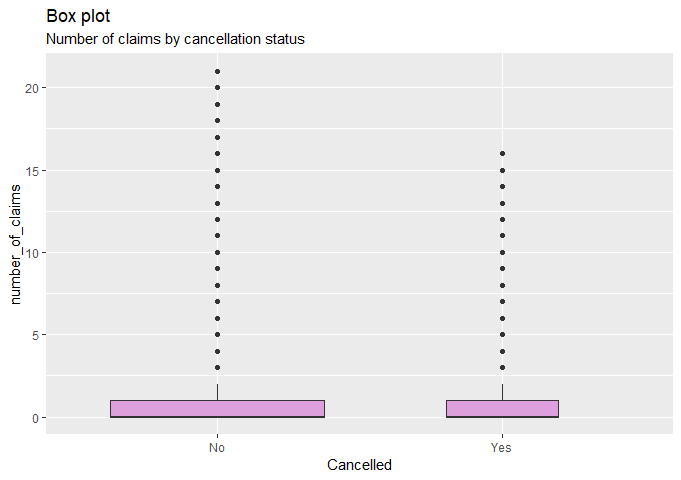 Box plot
Number of claims by cancellation status
20
15
10
5
0
number_of_claims
No Yes
Cancelled